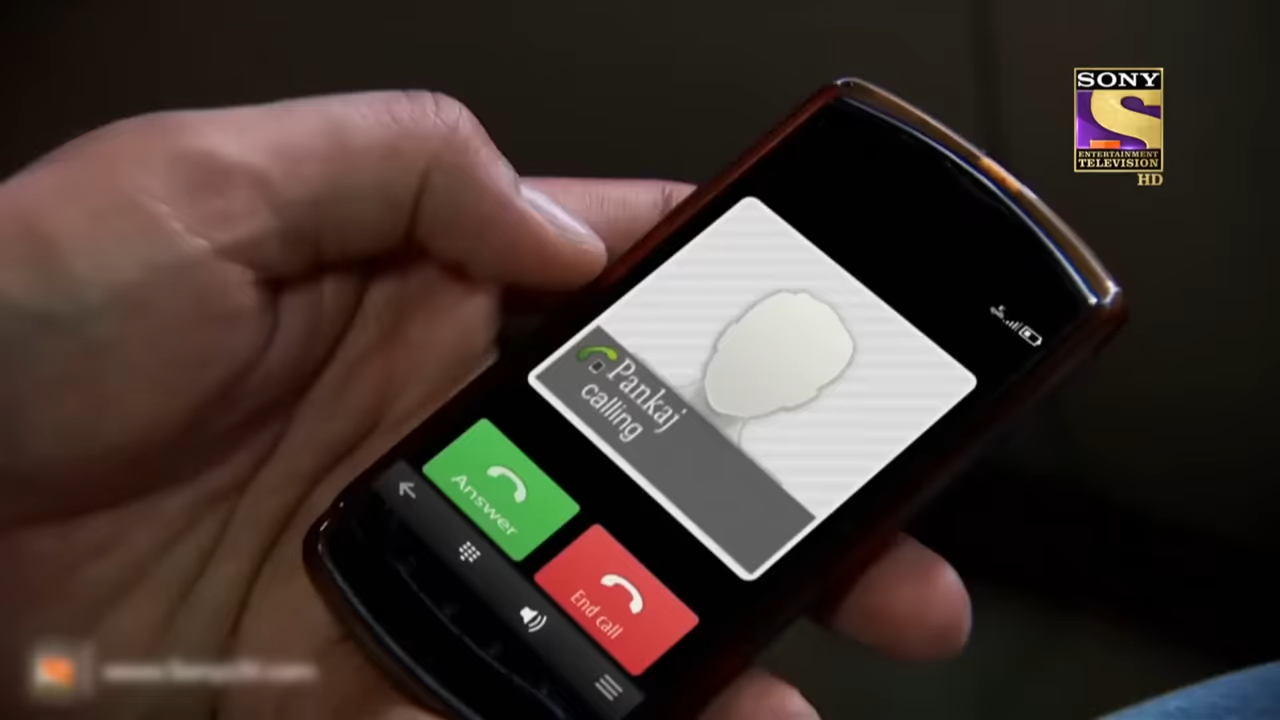 SONY
ENTERTAINMENT
TELEVISION
HD
Pankaj
calling
Answer
End call